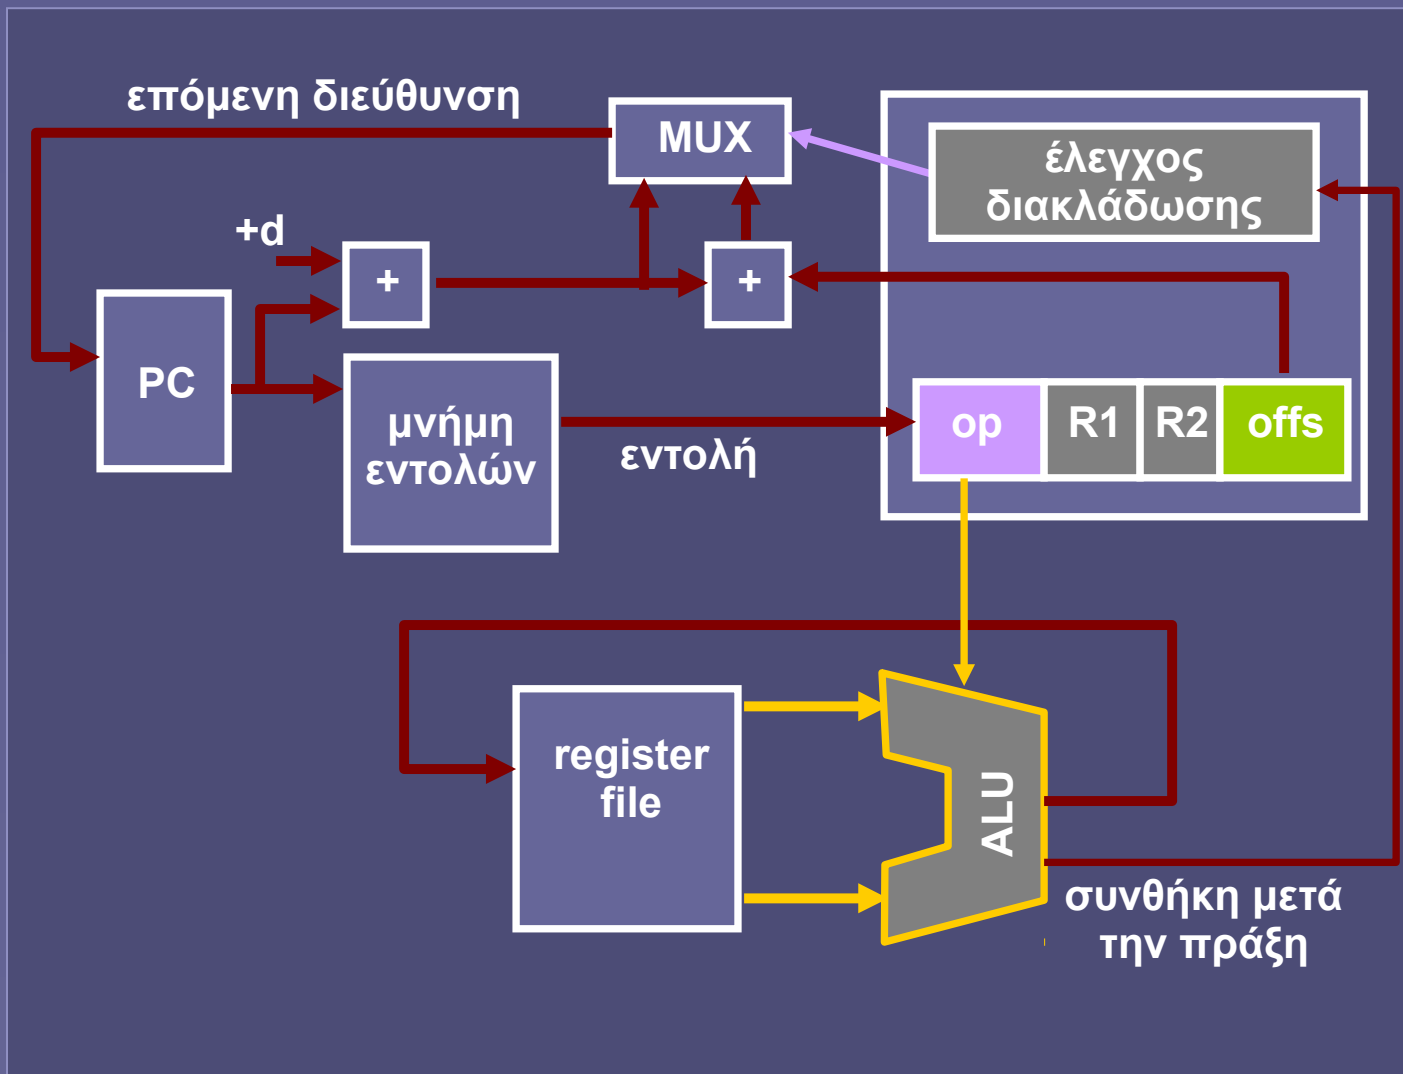 επόμενη διεύθυνση
MUX
έλεγχος
διακλάδωσης
+d
+
+
PC
μνήμη
εντολών
εντολή
op
R1
R2
offs
register
file
ALU
συνθήκη μετά
την πράξη